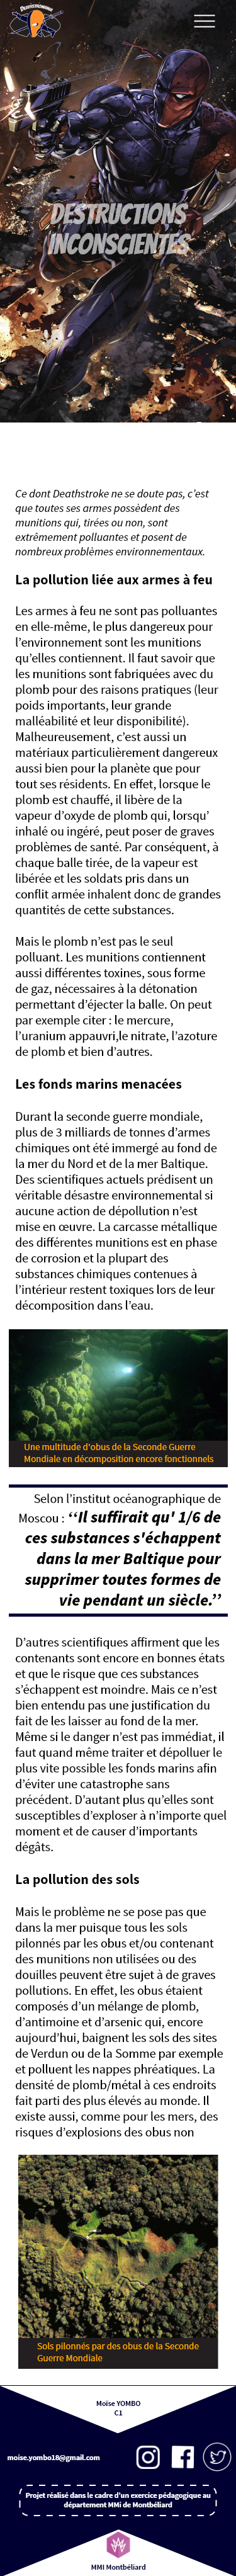 DESTRUCTIONS
INCONSCIENTES
Ce dont Deathstroke ne se doute pas, c'est
que toutes ses armes possèdent des
munitions qui, tirées ou non, sont
extrêmement polluantes et posent de
nombreux problèmes environnementaux.
La pollution liée aux armes à feu
Les armes à feu ne sont pas polluantes
en elle-même, le plus dangereux pour
l'environnement sont les munitions
qu'elles contiennent. Il faut savoir que
les munitions sont fabriquées avec du
plomb pour des raisons pratiques (leur
poids importants, leur grande
malléabilité et leur disponibilité).
Malheureusement, c'est aussi un
matériaux particulièrement dangereux
aussi bien pour la planète que pour
tout ses résidents. En effet, lorsque le
plomb est chauffé, il libère de la
vapeur d'oxyde de plomb qui, lorsqu'
inhalé ou ingéré, peut poser de graves
problèmes de santé. Par conséquent, à
chaque balle tirée, de la vapeur est
libérée et les soldats pris dans un
conflit armée inhalent donc de grandes
quantités de cette substances.
Mais le plomb n'est pas le seul
polluant. Les munitions contiennent
aussi différentes toxines, sous forme
de gaz, nécessaires à la détonation
permettant d'éjecter la balle. On peut
par exemple citer : le mercure,
l'uranium appauvri,le nitrate, l'azoture
de plomb et bien d'autres.
Les fonds marins menacées
Durant la seconde guerre mondiale,
plus de 3 milliards de tonnes d'armes
chimiques ont été immergé au fond de
la mer du Nord et de la mer Baltique.
Des scientifiques actuels prédisent un
véritable désastre environnemental si
aucune action de dépollution n'est
mise en œuvre. La carcasse métallique
des différentes munitions est en phase
de corrosion et la plupart des
substances chimiques contenues à
l'intérieur restent toxiques lors de leur
décomposition dans l'eau.
Une multitude d'obus de la Seconde Guerre
Mondiale en décomposition encore fonctionnels
Selon l'institut océanographique de
Moscou : “Il suffirait qu' 1/6 de
ces substances s'échappent
dans la mer Baltique pour
supprimer toutes formes de
vie pendant un siècle.”
D'autres scientifiques affirment que les
contenants sont encore en bonnes états
et que le risque que ces substances
s'échappent est moindre. Mais ce n'est
bien entendu pas une justification du
fait de les laisser au fond de la mer.
Même si le danger n'est pas immédiat, il
faut quand même traiter et dépolluer le
plus vite possible les fonds marins afin
d'éviter une catastrophe sans
précédent. D'autant plus qu'elles sont
susceptibles d'exploser à n'importe quel
moment et de causer d'importants
dégâts.
La pollution des sols
Mais le problème ne se pose pas que
dans la mer puisque tous les sols
pilonnés par les obus et/ou contenant
des munitions non utilisées ou des
douilles peuvent être sujet à de graves
pollutions. En effet, les obus étaient
composés d'un mélange de plomb,
d'antimoine et d'arsenic qui, encore
aujourd'hui, baignent les sols des sites
de Verdun ou de la Somme par exemple
et polluent les nappes phréatiques. La
densité de plomb/métal à ces endroits
fait parti des plus élevés au monde. Il
existe aussi, comme pour les mers, des
risques d'explosions des obus non
Sols pilonnés par des obus de la Seconde
Guerre Mondiale
Moïse YOMBO
C1
moise.yombo18@gmail.com
Projet réalisé dans le cadre d'un exercice pédagogique au
département MMI de Montbéliard
MMI Montbéliard